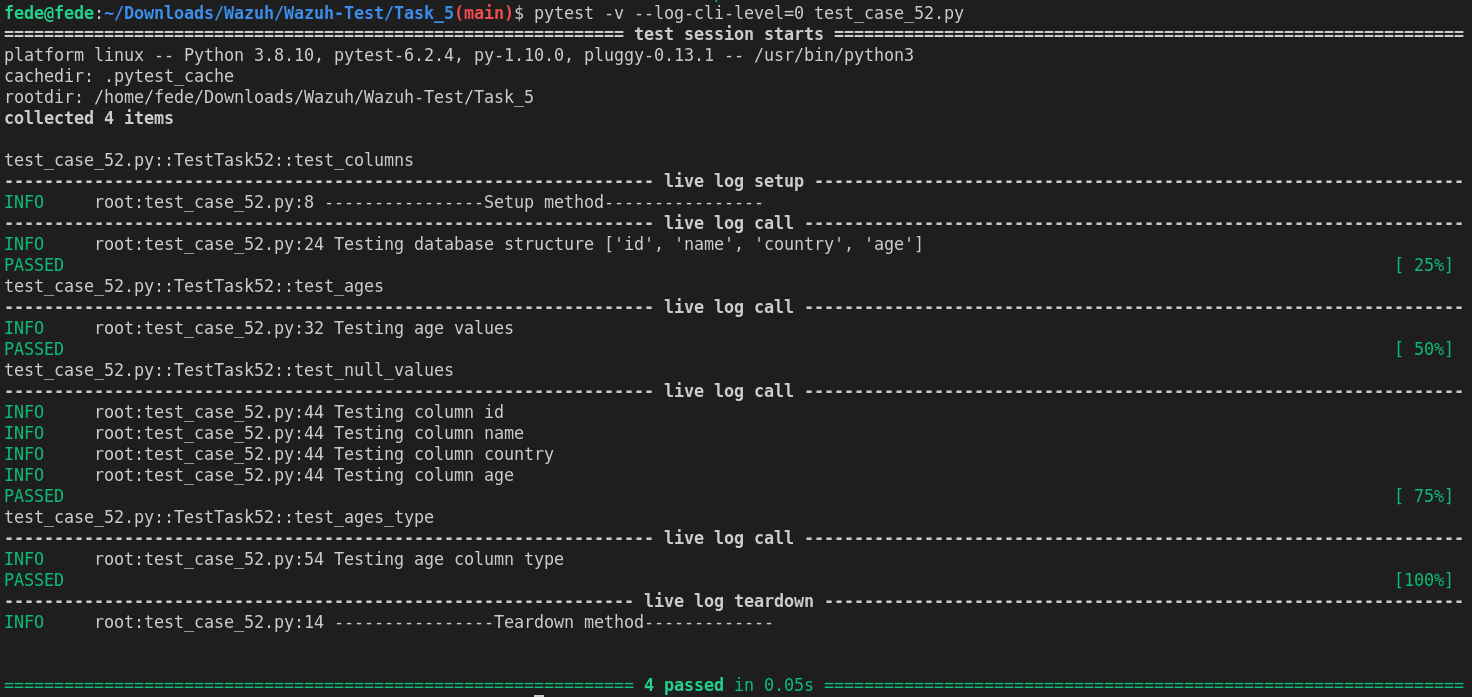 fede@fede:~/Downloads/Wazuh/Wazuh-Test/Task_5(main)$ pytest -v --log-cli-level=0 test_case_52.py
============================================================== test session starts ===============================================================
platform linux -- Python 3.8.10, pytest-6.2.4, py-1.10.0, pluggy-0.13.1 -- /usr/bin/python3
cachedir: .pytest_cache
rootdir: /home/fede/Downloads/Wazuh/Wazuh-Test/Task_5
collected 4 items
test_case_52.py::TestTask52::test_columns
----------------------------------------------------------------- live log setup -----------------------------------------------------------------
INFO     root:test_case_52.py:8 ----------------Setup method----------------
----------------------------------------------------------------- live log call ------------------------------------------------------------------
INFO     root:test_case_52.py:24 Testing database structure ['id', 'name', 'country', 'age']
PASSED                                                                                                                                     [ 25%]
test_case_52.py::TestTask52::test_ages
----------------------------------------------------------------- live log call ------------------------------------------------------------------
INFO     root:test_case_52.py:32 Testing age values
PASSED                                                                                                                                     [ 50%]
test_case_52.py::TestTask52::test_null_values
----------------------------------------------------------------- live log call ------------------------------------------------------------------
INFO     root:test_case_52.py:44 Testing column id
INFO     root:test_case_52.py:44 Testing column name
INFO     root:test_case_52.py:44 Testing column country
INFO     root:test_case_52.py:44 Testing column age
PASSED                                                                                                                                     [ 75%]
test_case_52.py::TestTask52::test_ages_type
----------------------------------------------------------------- live log call ------------------------------------------------------------------
INFO     root:test_case_52.py:54 Testing age column type
PASSED                                                                                                                                     [100%]
--------------------------------------------------------------- live log teardown ----------------------------------------------------------------
INFO     root:test_case_52.py:14 ----------------Teardown method-------------
=============================================================== 4 passed in 0.05s ================================================================